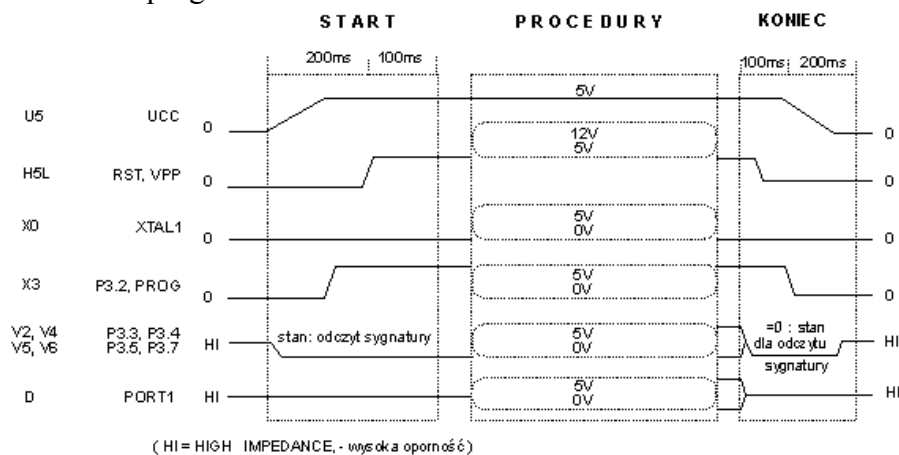 START PROCEDURY KONIEC
200ms 100ms 100ms 200ms
U5 UCC 0 5V 0
12V
5V
H5L RST, VPP 0 0
X0 XTAL1 0 5V 0
0V
X3 P3.2, PROG 0 5V 0
0V
V2, V4 P3.3, P3.4 HI stan: odczyt sygnatury 5V =0 : stan HI
V5, V6 P3.5, P3.7 0V dla odczytu
sygnatury
D PORT1 HI 5V HI
0V
( HI = HIGH IMPEDANCE, - wysoka oporność )